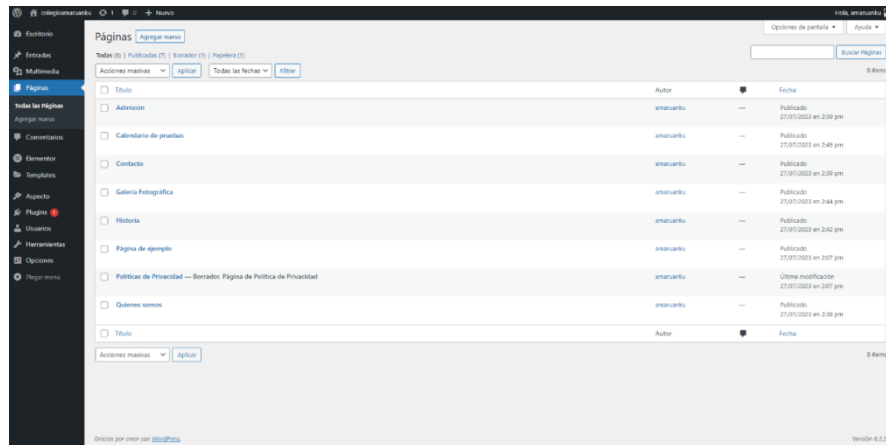 colegioamaruanku 1 0 + Nuevo Hola, amaruanku
Escritorio
Entradas
Multimedia
Páginas
Todas las Páginas
Agregar nueva
Comentarios
Elementor
Templates
Aspecto
Plugins 1
Usuarios
Herramientas
Opciones
Plegar menú
Opciones de pantalla Ayuda
Páginas Agregar nueva
Todas (8) | Publicadas (7) | Borrador (1) | Papelera (1)
Buscar Páginas
Acciones masivas Aplicar Todas las fechas Filtrar 8 items
Título Autor Fecha
Admisión amaruanku — Publicado
27/07/2023 en 2:39 pm
Calendario de pruebas amaruanku — Publicado
27/07/2023 en 2:45 pm
Contacto amaruanku — Publicado
27/07/2023 en 2:39 pm
Galería Fotográfica amaruanku — Publicado
27/07/2023 en 2:44 pm
Historia amaruanku — Publicado
27/07/2023 en 2:42 pm
Página de ejemplo amaruanku — Publicado
27/07/2023 en 2:07 pm
Políticas de Privacidad — Borrador, Página de Política de Privacidad amaruanku — Última modificación
27/07/2023 en 2:07 pm
Quienes somos amaruanku — Publicado
27/07/2023 en 2:38 pm
Título Autor Fecha
Acciones masivas Aplicar 8 items
Gracias por crear con WordPress. Versión 6.2.2